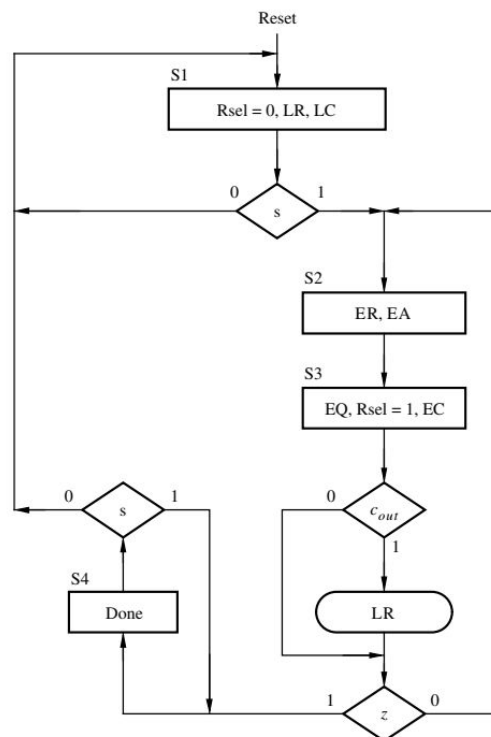 Reset
S1
Rsel = 0, LR, LC
0
1
s
S2
ER, EA
S3
EQ, Rsel = 1, EC
0
s
1
0
c_out
1
S4
Done
LR
1
z
0